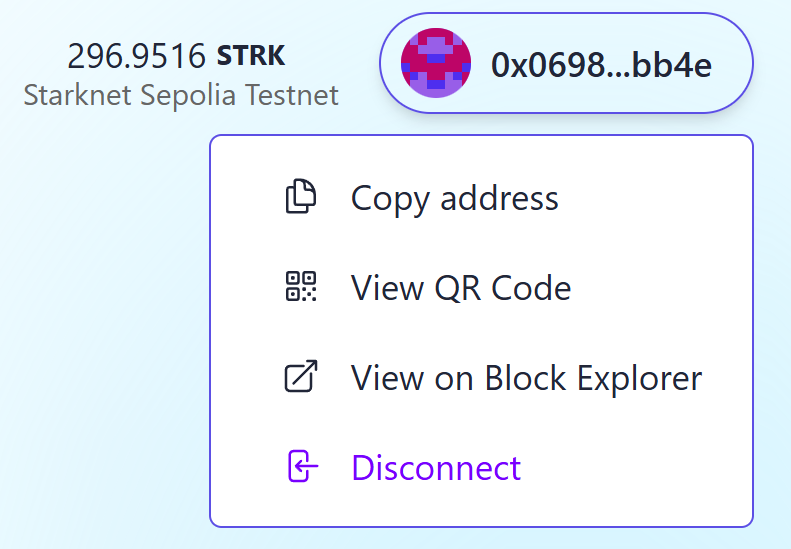 296.9516 STRK
Starknet Sepolia Testnet
0x0698...bb4e
Copy address
View QR Code
View on Block Explorer
Disconnect